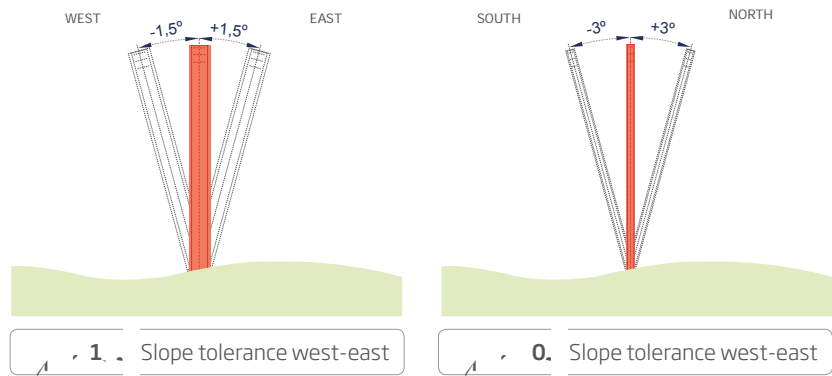 WEST
-1,5º
+1,5º
EAST
SOUTH
-3º
+3º
NORTH
1. Slope tolerance west-east
0. Slope tolerance west-east